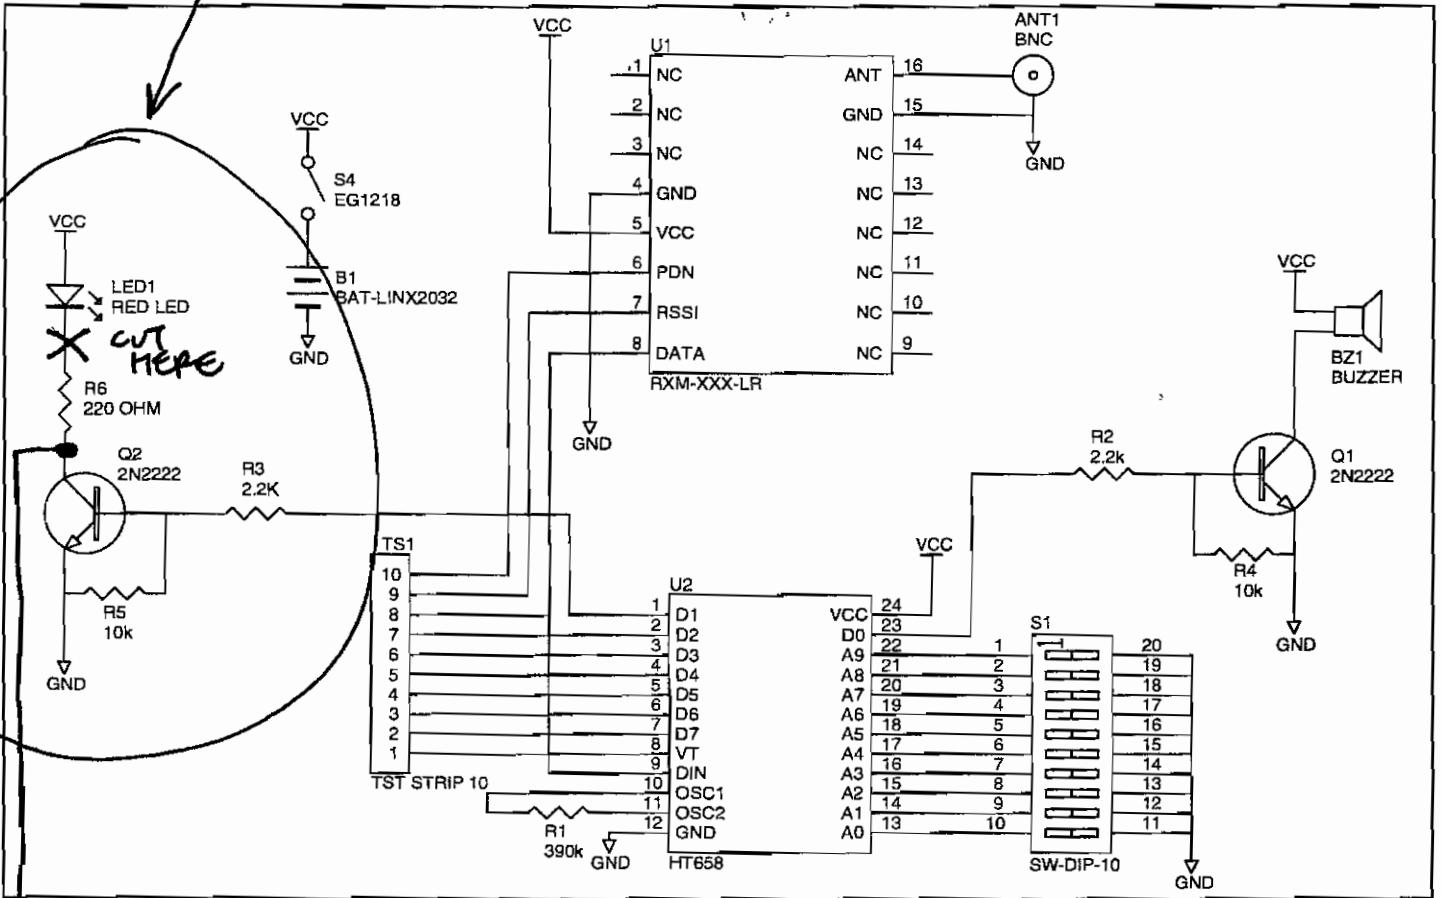 ANT1
BNC
VCC
U1
1 NC
ANT 16
2 NC
GND 15
3 NC
NC 14
4 GND
NC 13
5 VCC
NC 12
6 PDN
NC 11
7 RSSI
NC 10
8 DATA
NC 9
RXM-XXX-LR
GND
GND
VCC
S4
EG1218
B1
BAT-LINX2032
GND
VCC
LED1
RED LED
CUT
HERE
R6
220 OHM
Q2
2N2222
R3
2.2K
R5
10k
GND
VCC
BZ1
BUZZER
R2
2.2k
Q1
2N2222
R4
10k
GND
TS1
10
9
8
7
6
5
4
3
2
1
TST STRIP 10
U2
1 D1
2 D2
3 D3
4 D4
5 D5
6 D6
7 D7
8 VT
9 DIN
10 OSC1
11 OSC2
12 GND
R1
390k
GND
HT658
VCC
VCC 24
D0 23
A9 22
A8 21
A7 20
A6 19
A5 18
A4 17
A3 16
A2 15
A1 14
A0 13
S1
1 20
2 19
3 18
4 17
5 16
6 15
7 14
8 13
9 12
10 11
SW-DIP-10
GND